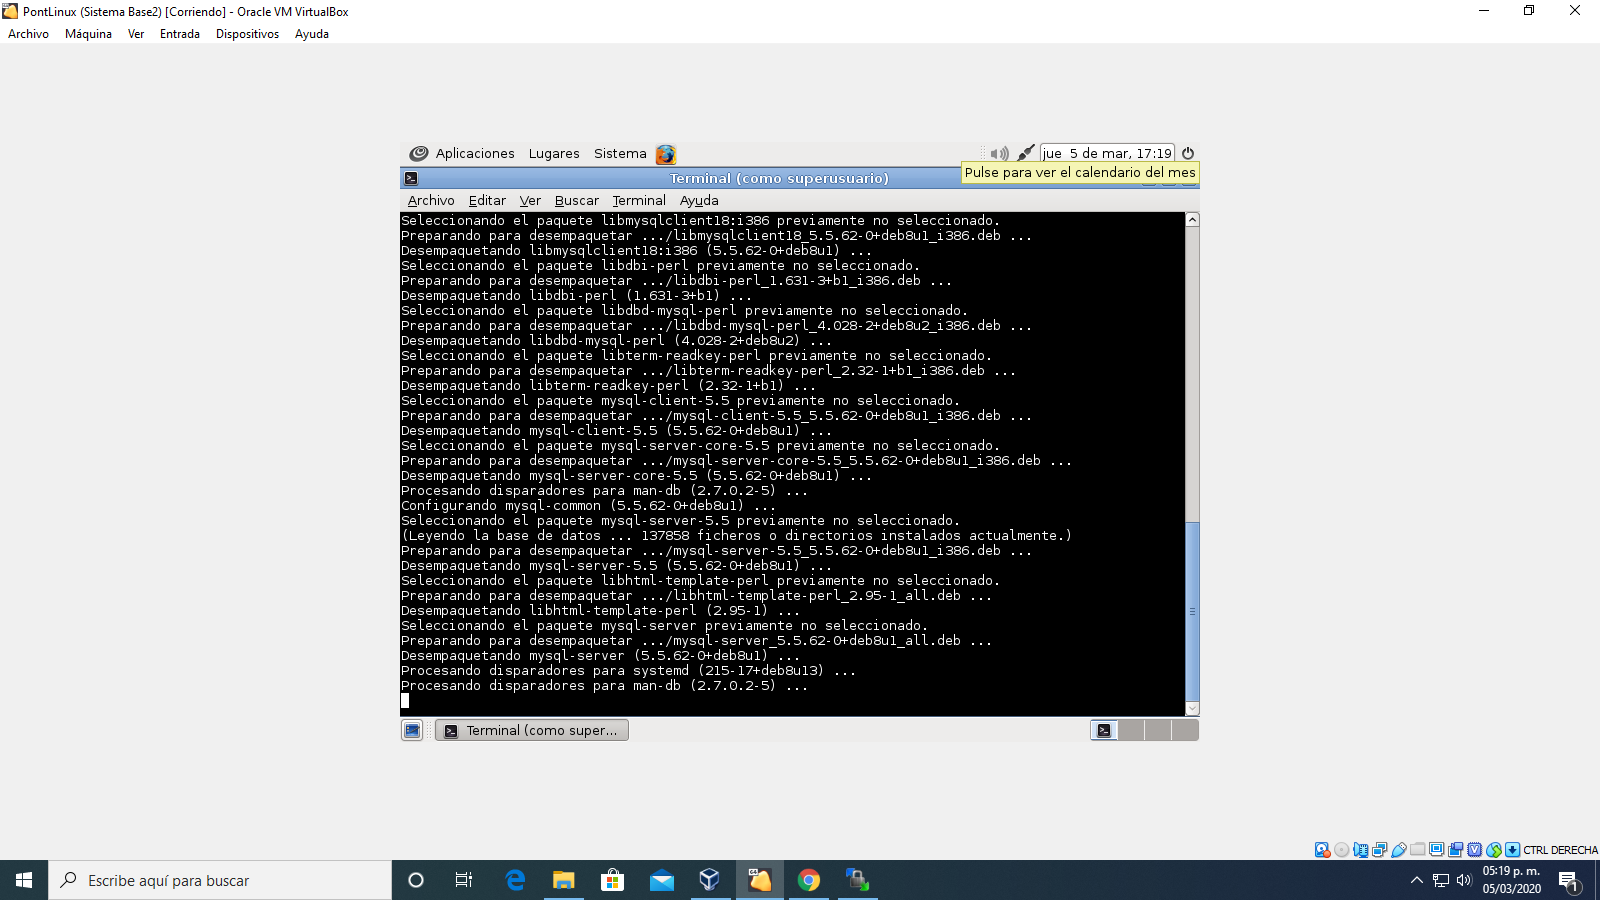 PontLinux (Sistema Base2) [Corriendo] - Oracle VM VirtualBox
Archivo Máquina Ver Entrada Dispositivos Ayuda
Aplicaciones Lugares Sistema jue 5 de mar, 17:19
Pulse para ver el calendario del mes
Terminal (como superusuario)
Archivo Editar Ver Buscar Terminal Ayuda
Seleccionando el paquete libmysqlclient18:i386 previamente no seleccionado.
Preparando para desempaquetar .../libmysqlclient18_5.5.62-0+deb8u1_i386.deb ...
Desempaquetando libmysqlclient18:i386 (5.5.62-0+deb8u1) ...
Seleccionando el paquete libdbi-perl previamente no seleccionado.
Preparando para desempaquetar .../libdbi-perl_1.631-3+b1_i386.deb ...
Desempaquetando libdbi-perl (1.631-3+b1) ...
Seleccionando el paquete libdbd-mysql-perl previamente no seleccionado.
Preparando para desempaquetar .../libdbd-mysql-perl_4.028-2+deb8u2_i386.deb ...
Desempaquetando libdbd-mysql-perl (4.028-2+deb8u2) ...
Seleccionando el paquete libterm-readkey-perl previamente no seleccionado.
Preparando para desempaquetar .../libterm-readkey-perl_2.32-1+b1_i386.deb ...
Desempaquetando libterm-readkey-perl (2.32-1+b1) ...
Seleccionando el paquete mysql-client-5.5 previamente no seleccionado.
Preparando para desempaquetar .../mysql-client-5.5_5.5.62-0+deb8u1_i386.deb ...
Desempaquetando mysql-client-5.5 (5.5.62-0+deb8u1) ...
Seleccionando el paquete mysql-server-core-5.5 previamente no seleccionado.
Preparando para desempaquetar .../mysql-server-core-5.5_5.5.62-0+deb8u1_i386.deb ...
Desempaquetando mysql-server-core-5.5 (5.5.62-0+deb8u1) ...
Procesando disparadores para man-db (2.7.0.2-5) ...
Configurando mysql-common (5.5.62-0+deb8u1) ...
Seleccionando el paquete mysql-server-5.5 previamente no seleccionado.
(Leyendo la base de datos ... 137858 ficheros o directorios instalados actualmente.)
Preparando para desempaquetar .../mysql-server-5.5_5.5.62-0+deb8u1_i386.deb ...
Desempaquetando mysql-server-5.5 (5.5.62-0+deb8u1) ...
Seleccionando el paquete libhtml-template-perl previamente no seleccionado.
Preparando para desempaquetar .../libhtml-template-perl_2.95-1_all.deb ...
Desempaquetando libhtml-template-perl (2.95-1) ...
Seleccionando el paquete mysql-server previamente no seleccionado.
Preparando para desempaquetar .../mysql-server_5.5.62-0+deb8u1_all.deb ...
Desempaquetando mysql-server (5.5.62-0+deb8u1) ...
Procesando disparadores para systemd (215-17+deb8u13) ...
Procesando disparadores para man-db (2.7.0.2-5) ...
Terminal (como super...
CTRL DERECHA
Escribe aquí para buscar
05:19 p. m.
05/03/2020
1